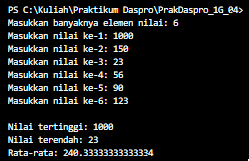 PS C:\Kuliah\Praktikum Daspro\PrakDaspro_1G_04>
Masukkan banyaknya elemen nilai: 6
Masukkan nilai ke-1: 1000
Masukkan nilai ke-2: 150
Masukkan nilai ke-3: 23
Masukkan nilai ke-4: 56
Masukkan nilai ke-5: 90
Masukkan nilai ke-6: 123
Nilai tertinggi: 1000
Nilai terendah: 23
Rata-rata: 240.33333333333334